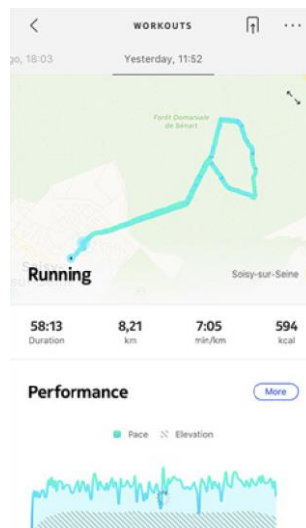 WORKOUTS
go, 18:03
Yesterday, 11:52
Forêt Domaniale
de Sénart
Running
Soisy-sur-Seine
58:13
8,21
7:05
594
Duration
km
min/km
kcal
Performance
More
Pace
Elevation